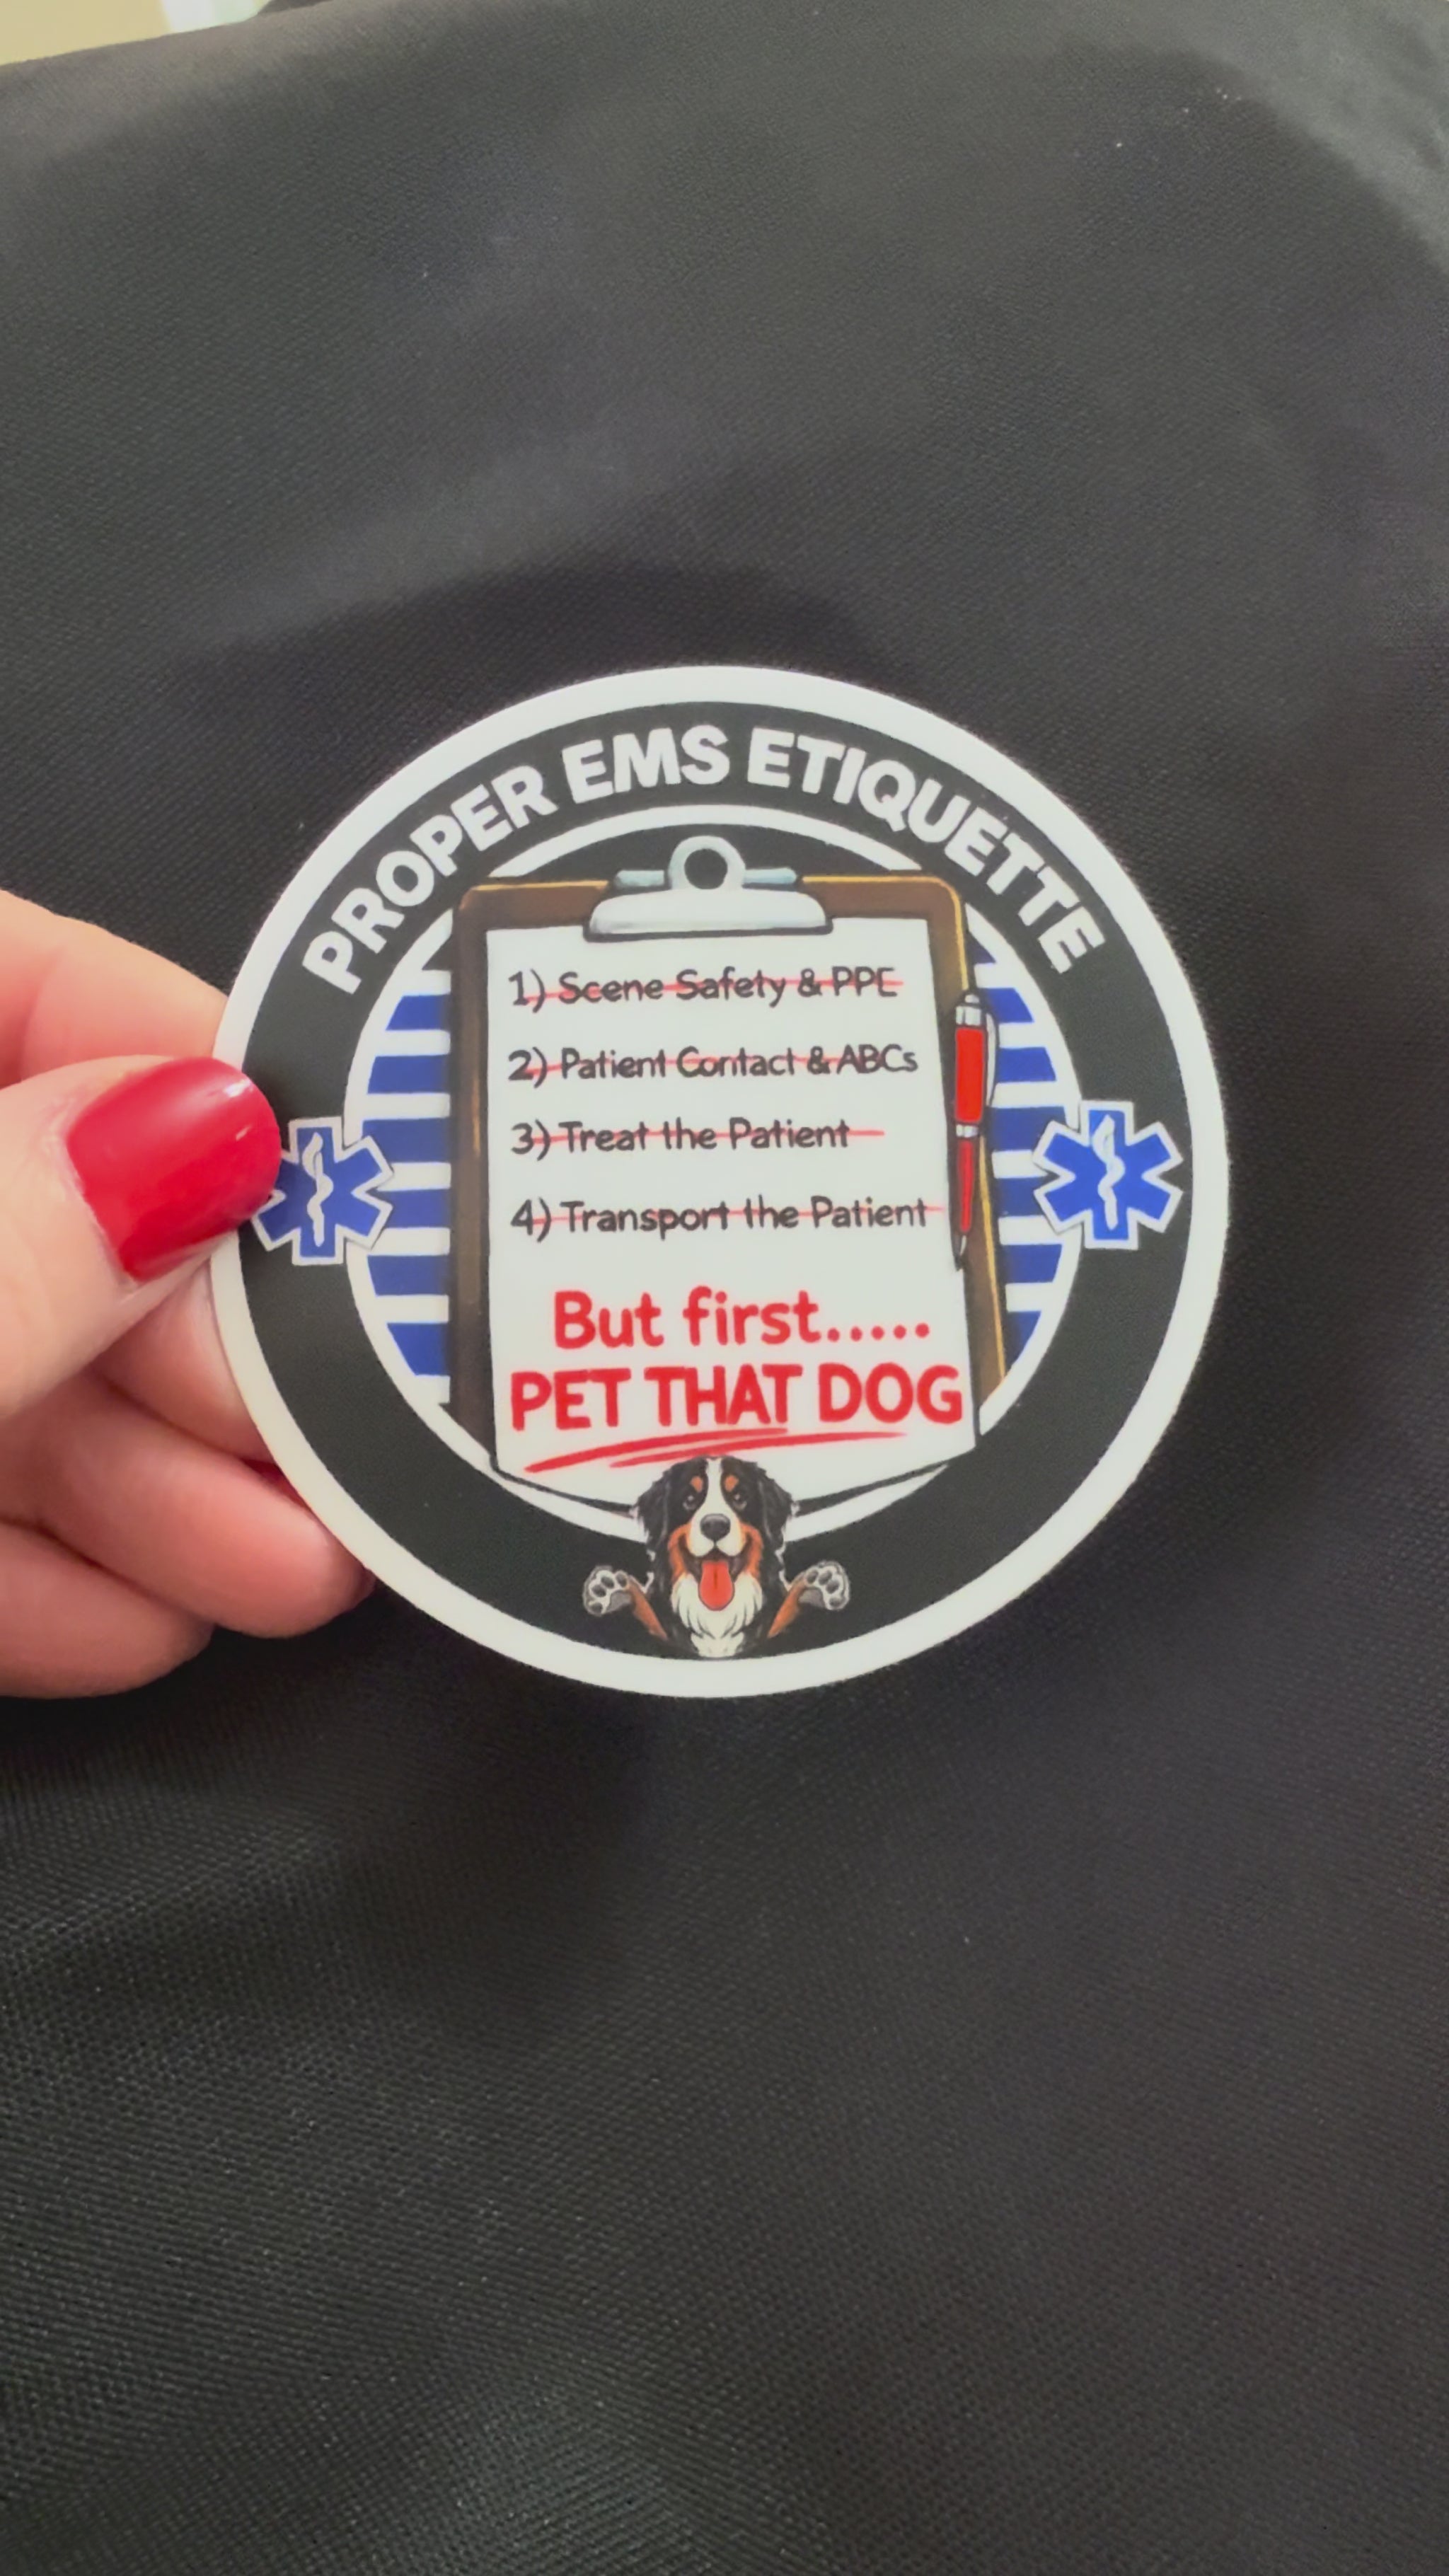 PROPER EMS ETIQUETTE
1) Scene Safety & PPE
2) Patient Contact & ABCs
3) Treat the Patient
4) Transport the Patient
But first.....
PET THAT DOG